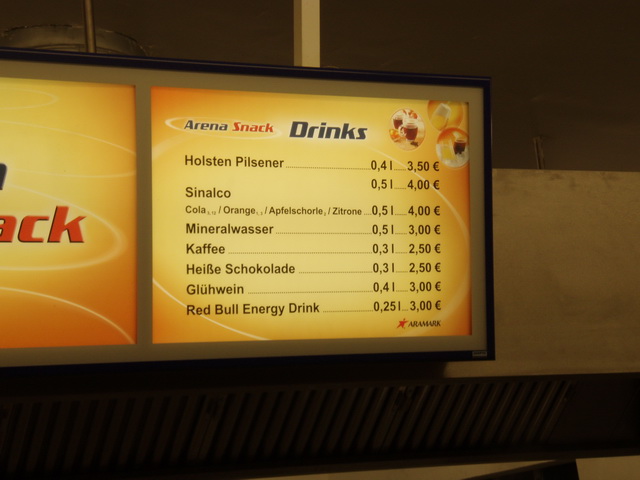 ack
Arena Snack Drinks
Holsten Pilsener 0,4 l 3,50 €
0,5 l 4,00 €
Sinalco
Cola / Orange / Apfelschorle / Zitrone 0,5 l 4,00 €
Mineralwasser 0,5 l 3,00 €
Kaffee 0,3 l 2,50 €
Heiße Schokolade 0,3 l 2,50 €
Glühwein 0,4 l 3,00 €
Red Bull Energy Drink 0,25 l 3,00 €
ARAMARK